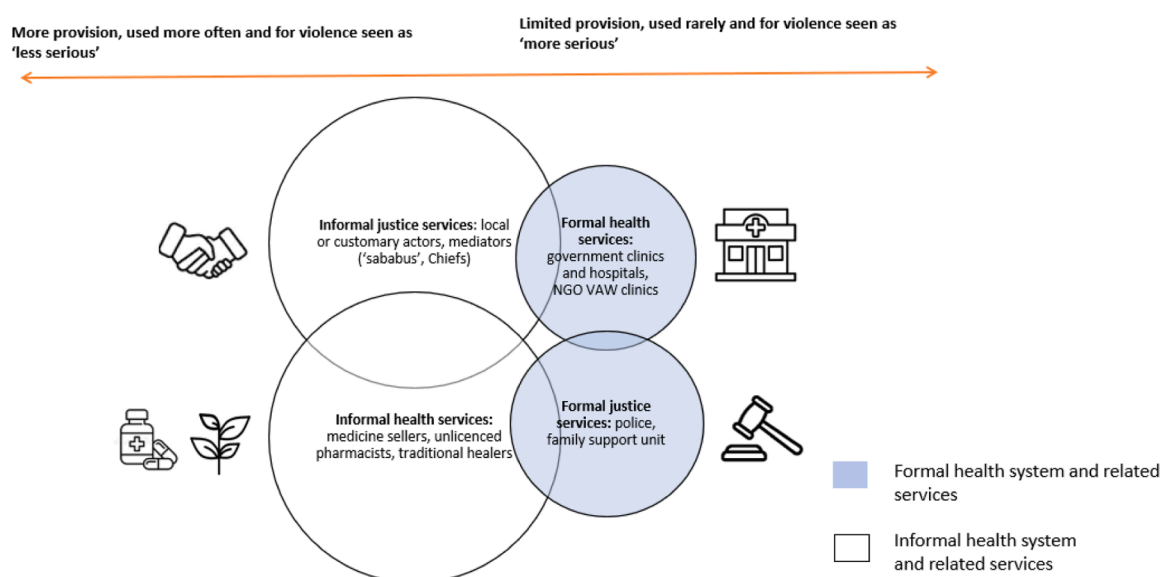 More provision, used more often and for violence seen as
‘less serious’
Limited provision, used rarely and for violence seen as
‘more serious’
Informal justice services: local
or customary actors, mediators
(‘sababus’, Chiefs)
Formal health
services:
government clinics
and hospitals,
NGO VAW clinics
Informal health services:
medicine sellers, unlicenced
pharmacists, traditional healers
Formal justice
services: police,
family support unit
Formal health system and related
services
Informal health system
and related services